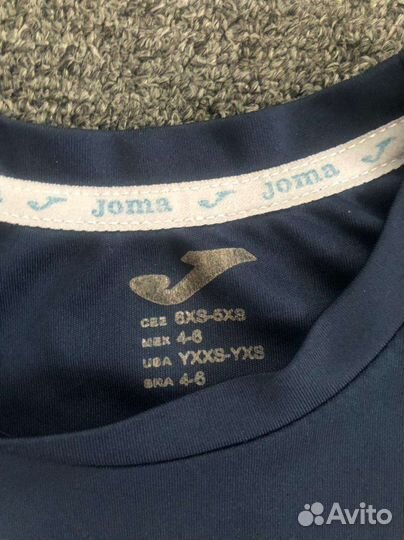 joma joma
CEE 6XS-5XS
MEX 4-6
USA YXXS-YXS
BRA 4-6
Avito